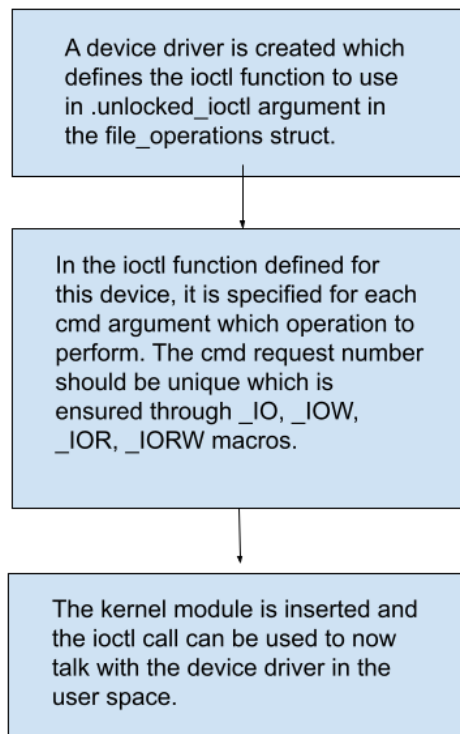 A device driver is created which
defines the ioctl function to use
in .unlocked_ioctl argument in
the file_operations struct.
In the ioctl function defined for
this device, it is specified for each
cmd argument which operation to
perform. The cmd request number
should be unique which is
ensured through _IO, _IOW,
_IOR, _IORW macros.
The kernel module is inserted and
the ioctl call can be used to now
talk with the device driver in the
user space.